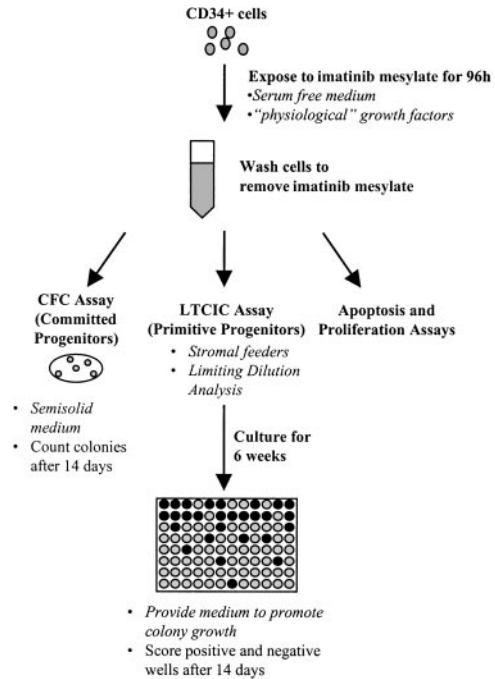 CD34+ cells
Expose to imatinib mesylate for 96h
•Serum free medium
•“physiological” growth factors
Wash cells to
remove imatinib mesylate
CFC Assay
(Committed
Progenitors)
• Semisolid
medium
• Count colonies
after 14 days
LTCIC Assay
(Primitive Progenitors)
• Stromal feeders
• Limiting Dilution
Analysis
Apoptosis and
Proliferation Assays
Culture for
6 weeks
• Provide medium to promote
colony growth
• Score positive and negative
wells after 14 days